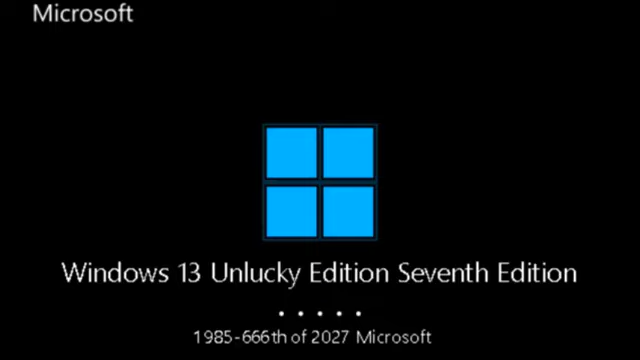 Microsoft
Windows 13 Unlucky Edition Seventh Edition
1985-666th of 2027 Microsoft